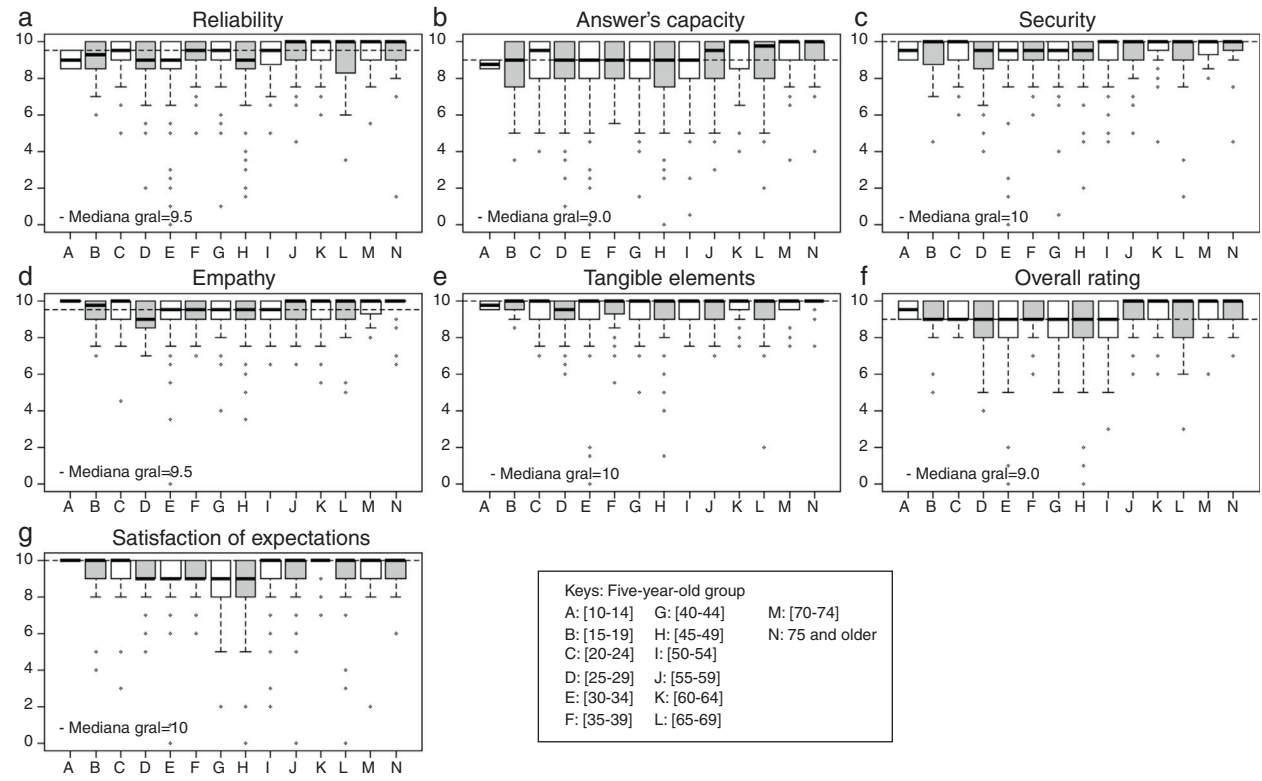 a Reliability
10
8
6
4
2
0
- Mediana gral=9.5
A B C D E F G H I J K L M N
b Answer's capacity
10
8
6
4
2
0
- Mediana gral=9.0
A B C D E F G H I J K L M N
c Security
10
8
6
4
2
0
- Mediana gral=10
A B C D E F G H I J K L M N
d Empathy
10
8
6
4
2
0
- Mediana gral=9.5
A B C D E F G H I J K L M N
e Tangible elements
10
8
6
4
2
0
- Mediana gral=10
A B C D E F G H I J K L M N
f Overall rating
10
8
6
4
2
0
- Mediana gral=9.0
A B C D E F G H I J K L M N
g Satisfaction of expectations
10
8
6
4
2
0
- Mediana gral=10
A B C D E F G H I J K L M N
Keys: Five-year-old group
A: [10-14] G: [40-44] M: [70-74]
B: [15-19] H: [45-49] N: 75 and older
C: [20-24] I: [50-54]
D: [25-29] J: [55-59]
E: [30-34] K: [60-64]
F: [35-39] L: [65-69]